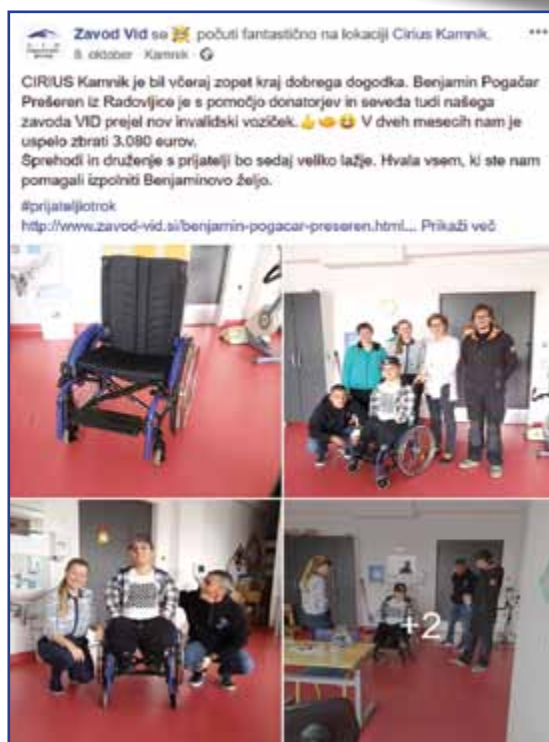 Zavod Vid se 😇 počuti fantastično na lokaciji Cirius Kamnik.
8. oktober · Kamnik ·
CIRIUS Kamnik je bil včeraj zopet kraj dobrega dogodka. Benjamin Pogačar
Prešeren iz Radovljice je s pomočjo donatorjev in seveda tudi našega
zavoda VID prejel nov invalidski voziček. 👍🤝😀 V dveh mesecih nam je
uspelo zbrati 3.080 eurov.
Sprehodi in druženje s prijatelji bo sedaj veliko lažje. Hvala vsem, ki ste nam
pomagali izpolniti Benjaminovo željo.
#prijateljiotrok
http://www.zavod-vid.si/benjamin-pogacar-preseren.html... Prikaži več
+2